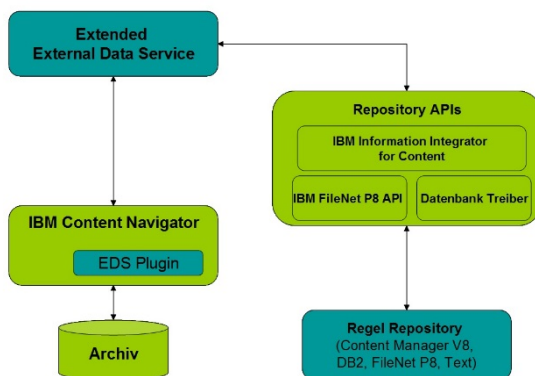 Extended
External Data Service
Repository APIs
IBM Information Integrator
for Content
IBM FileNet P8 API
Datenbank Treiber
IBM Content Navigator
EDS Plugin
Archiv
Regel Repository
(Content Manager V8,
DB2, FileNet P8, Text)